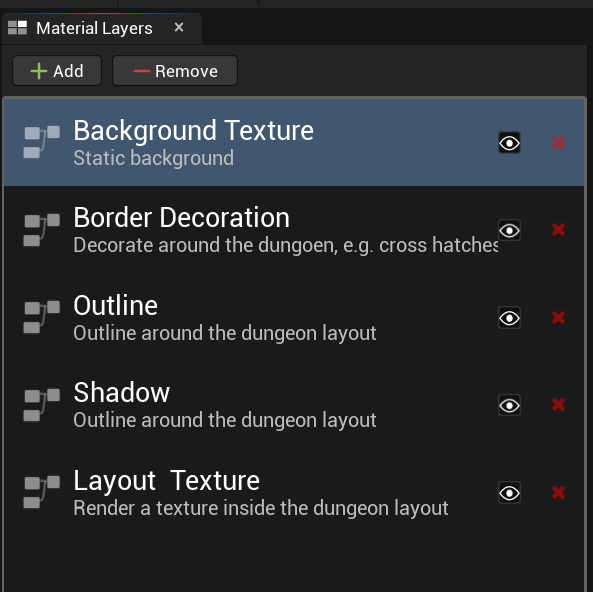 Material Layers
Add Remove
Background Texture
Static background
Border Decoration
Decorate around the dungoen, e.g. cross hatches
Outline
Outline around the dungeon layout
Shadow
Outline around the dungeon layout
Layout  Texture
Render a texture inside the dungeon layout